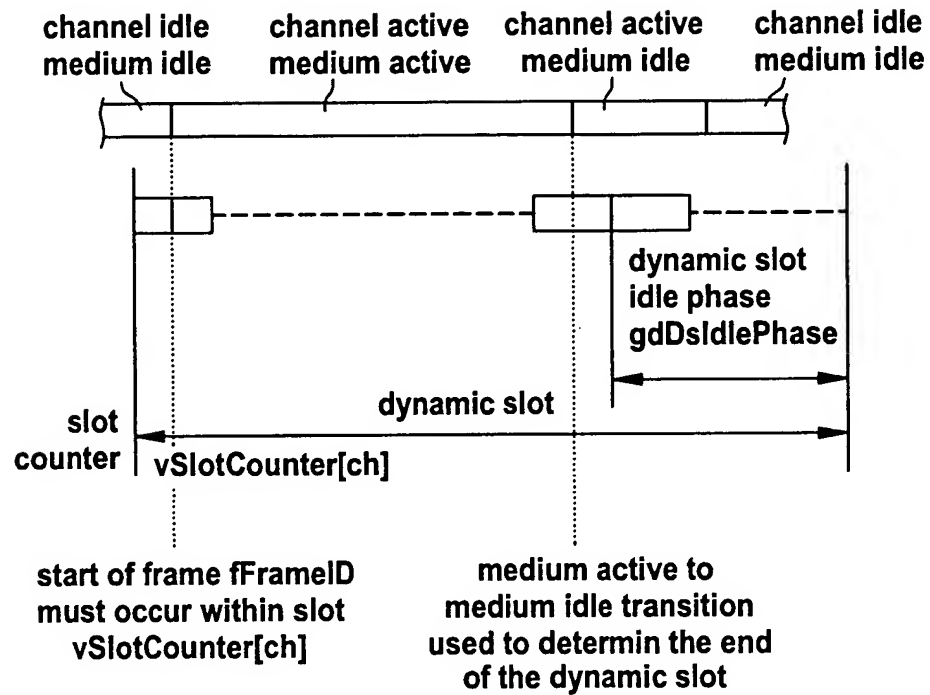 channel idle
medium idle
channel active
medium active
channel active
medium idle
channel idle
medium idle
dynamic slot
idle phase
gdDsIdlePhase
dynamic slot
slot
counter
vSlotCounter[ch]
start of frame fFrameID
must occur within slot
vSlotCounter[ch]
medium active to
medium idle transition
used to determin the end
of the dynamic slot